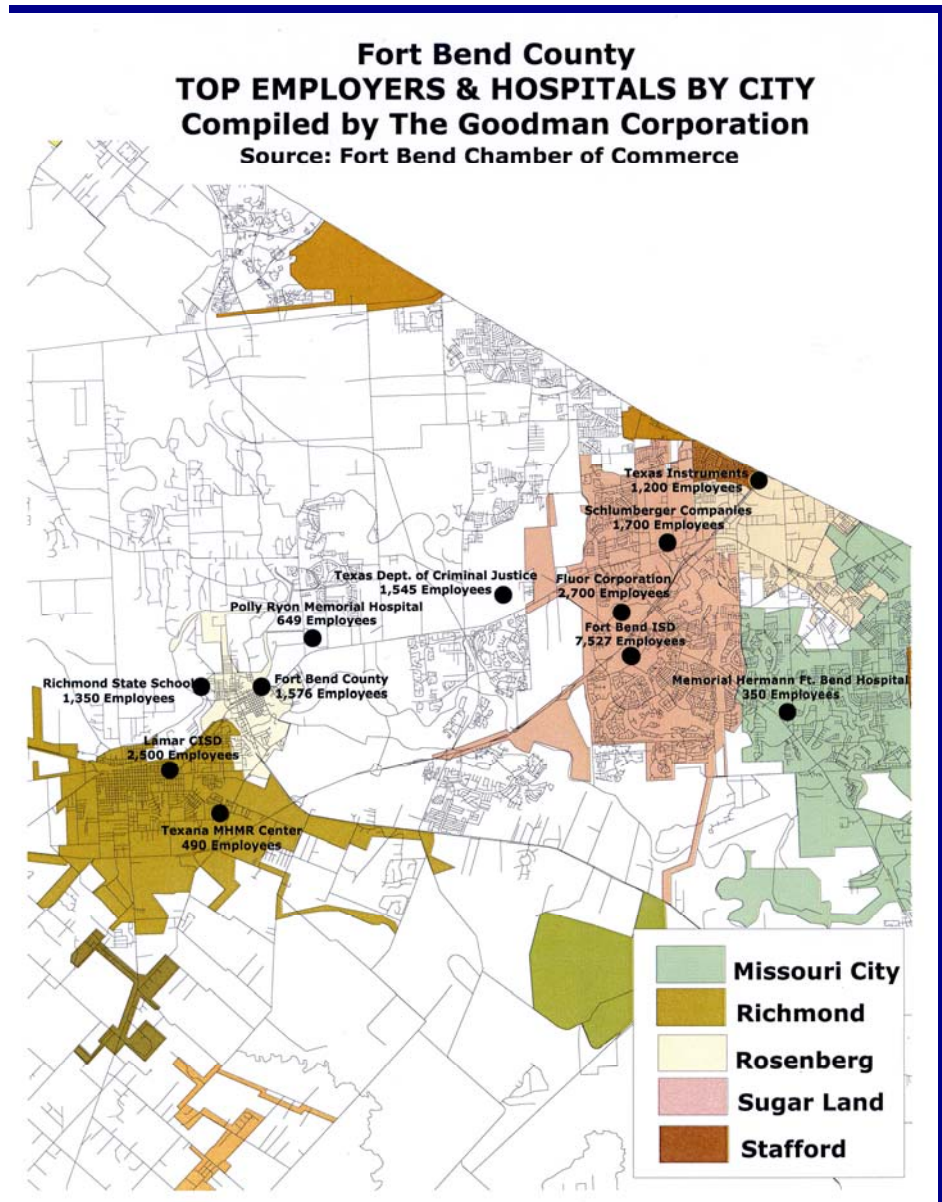 Fort Bend County
TOP EMPLOYERS & HOSPITALS BY CITY
Compiled by The Goodman Corporation
Source: Fort Bend Chamber of Commerce
Texas Instruments
1,200 Employees
Schlumberger Companies
1,700 Employees
Texas Dept. of Criminal Justice
1,545 Employees
Fluor Corporation
2,700 Employees
Polly Ryon Memorial Hospital
649 Employees
Fort Bend ISD
7,527 Employees
Richmond State School
1,350 Employees
Fort Bend County
1,576 Employees
Memorial Hermann Ft. Bend Hospital
350 Employees
Lamar CISD
2,500 Employees
Texana MHMR Center
490 Employees
Missouri City
Richmond
Rosenberg
Sugar Land
Stafford